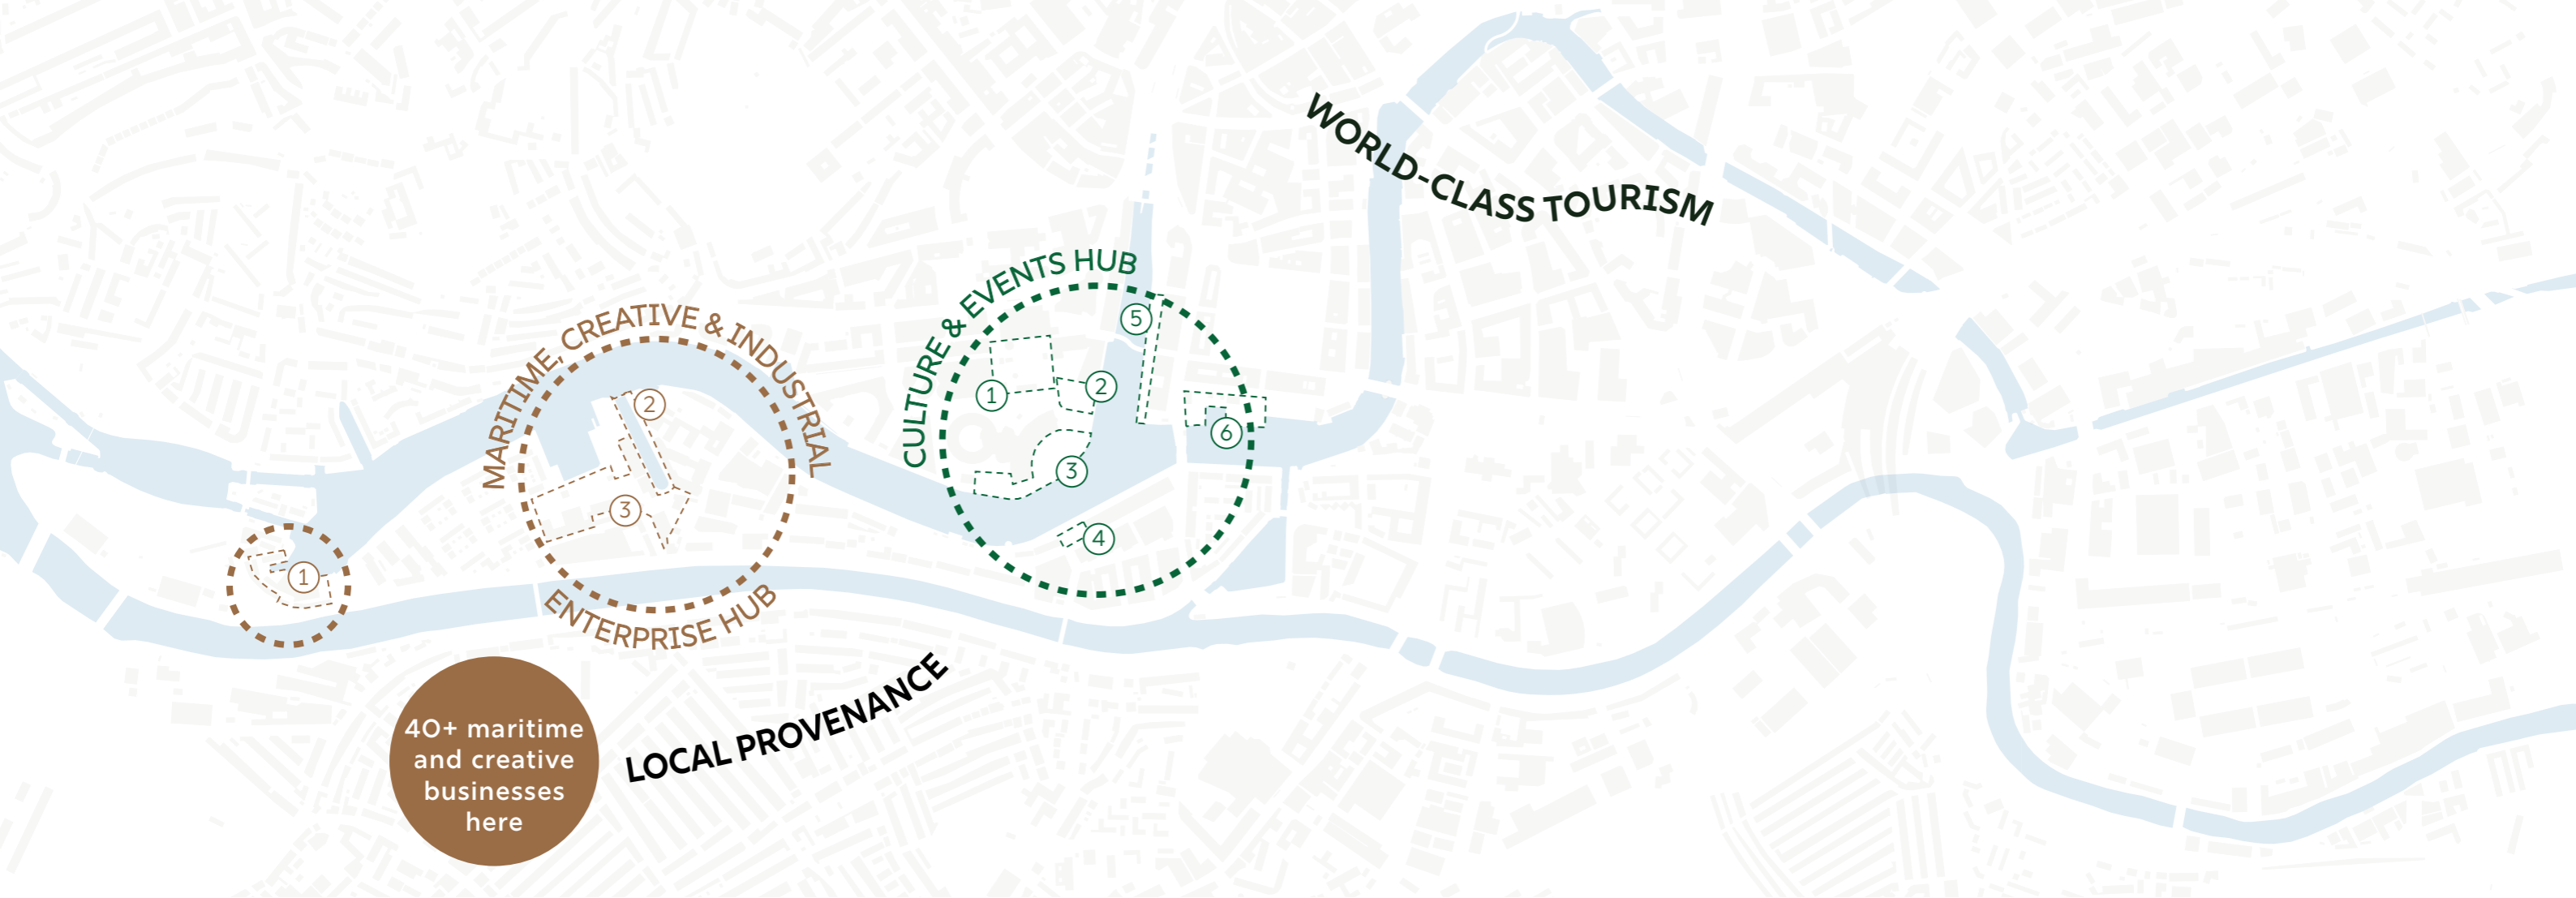 WORLD-CLASS TOURISM
CULTURE & EVENTS HUB
5
1
2
3
6
4
MARITIME, CREATIVE & INDUSTRIAL
2
3
1
ENTERPRISE HUB
LOCAL PROVENANCE
40+ maritime
and creative
businesses
here